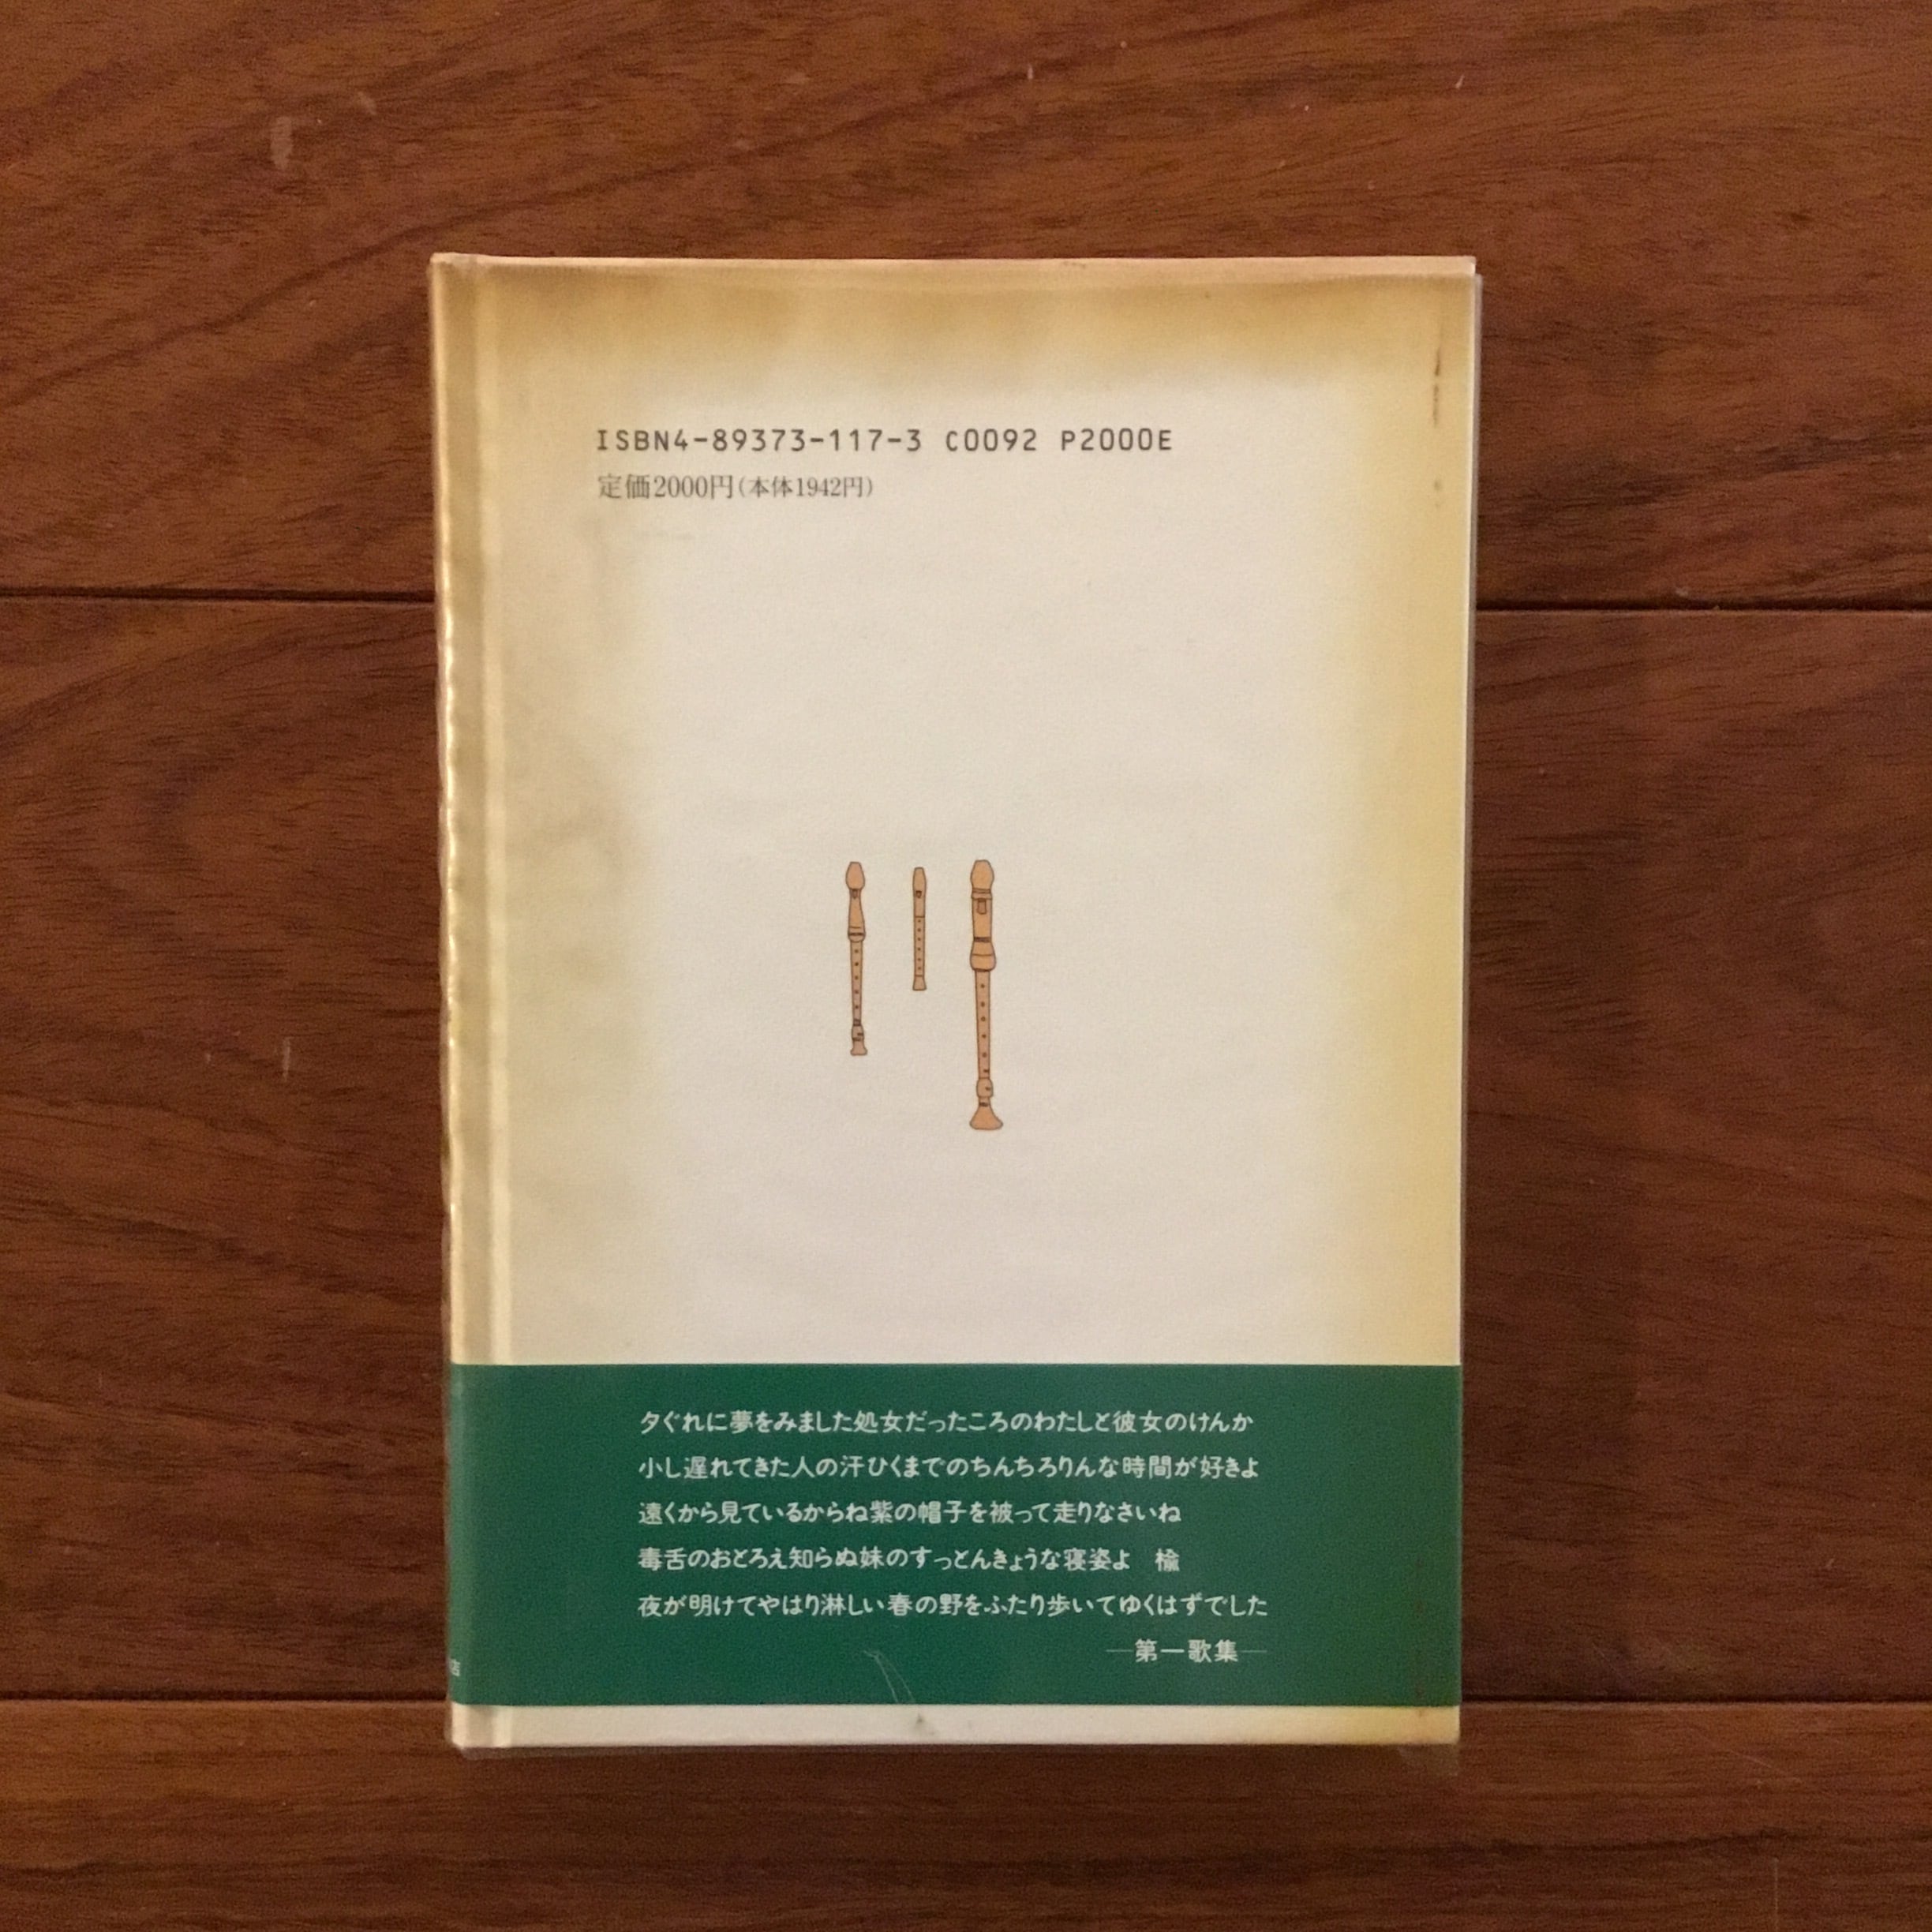 ISBN4-89373-117-3 C0092 P2000E
定価2000円(本体1942円)
夕ぐれに夢をみました処女だったころのわたしと彼女のけんか
小し遅れてきた人の汗ひくまでのちんちろりんな時間が好きよ
遠くから見ているからね紫の帽子を被って走りなさいね
毒舌のおとろえ知らぬ妹のすっとんきょうな寝姿よ 楡
夜が明けてやはり淋しい春の野をふたり歩いてゆくはずでした
―第一歌集―
店